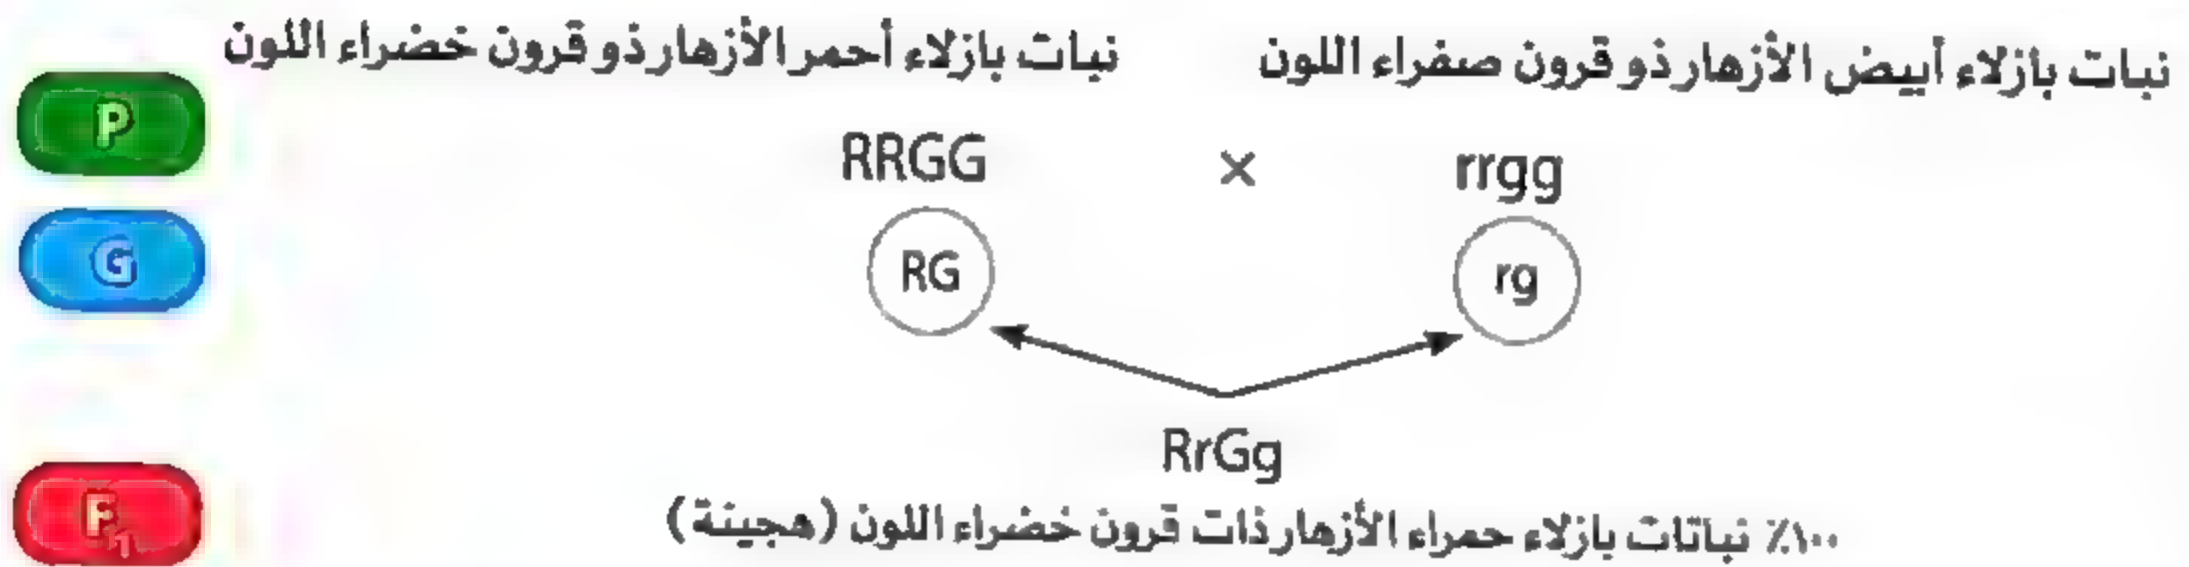 نبات بازلاء أبيض الأزهار ذو قرون صفراء اللون
نبات بازلاء أحمر الأزهار ذو قرون خضراء اللون
P
RRGG × rrgg
G
RG rg
RrGg
F1
١٠٠٪ نباتات بازلاء حمراء الأزهار ذات قرون خضراء اللون (هجينة)